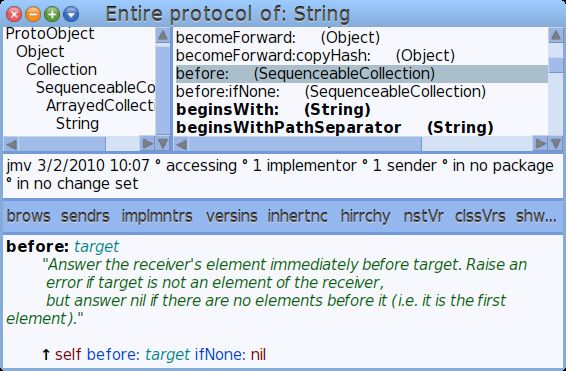 Entire protocol of: String
ProtoObject
Object
Collection
SequenceableCo
ArrayedCollecti
String
becomeForward: (Object)
becomeForward:copyHash: (Object)
before: (SequenceableCollection)
before:ifNone: (SequenceableCollection)
beginsWith: (String)
beginsWithPathSeparator (String)
jmv 3/2/2010 10:07 ° accessing ° 1 implementor ° 1 sender ° in no package
° in no change set
brows sendrs implmntrs versins inhertnc hirrchy nstVr clssVrs shw...
before: target
"Answer the receiver's element immediately before target. Raise an
error if target is not an element of the receiver,
but answer nil if there are no elements before it (i.e. it is the first
element)."
↑ self before: target ifNone: nil